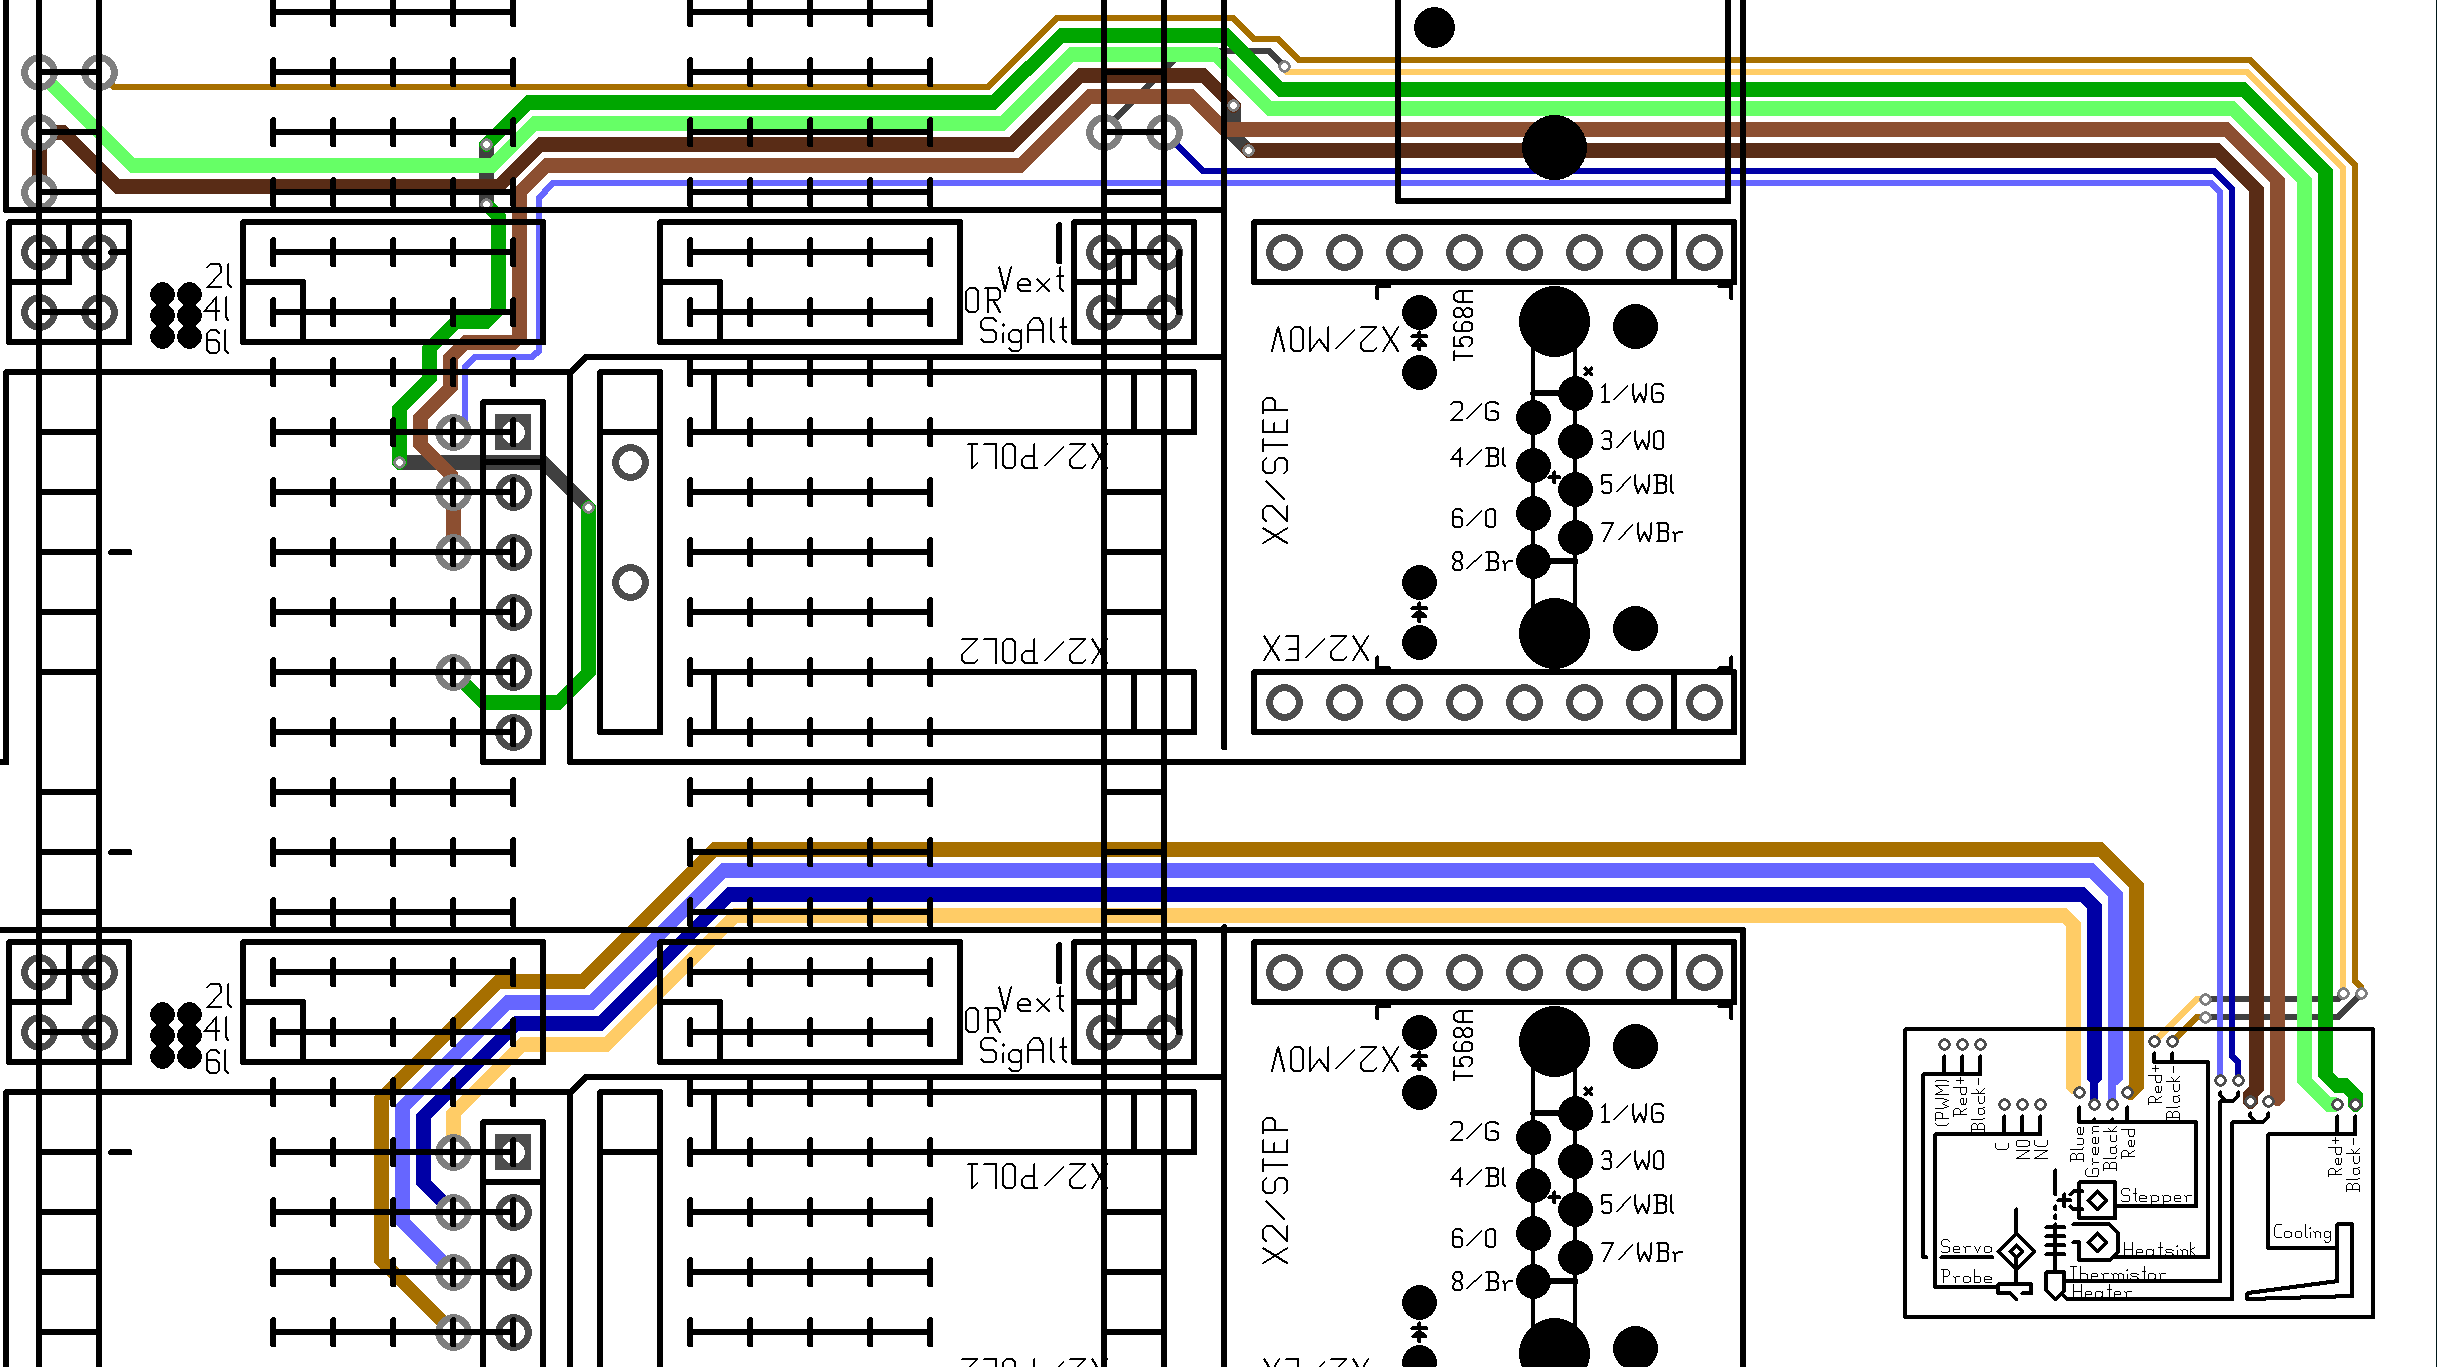 2l
4l
6l
Vext
OR
SigAlt
X2/MOV
T568A
1/WG
2/G
3/WO
4/Bl
5/WBl
6/O
7/WBr
8/Br
X2/STEP
X2/POL1
X2/POL2
X2/EX
2l
4l
6l
Vext
OR
SigAlt
X2/MOV
T568A
1/WG
2/G
3/WO
4/Bl
5/WBl
6/O
7/WBr
8/Br
X2/STEP
X2/POL1
(PWM)
Red+
Black-
C
NO
NC
Blue
Green
Black
Red
Red+
Black-
Red+
Black-
Stepper
Cooling
Servo
Heatsink
Probe
Thermistor
Heater